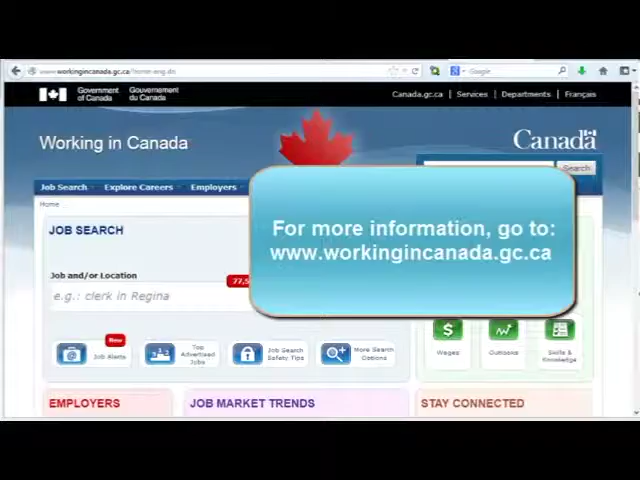 www.workingincanada.gc.ca/home-eng.do
Google
Government of Canada
Gouvernement du Canada
Canada.gc.ca | Services | Departments | Français
Working in Canada
Canada
Search
Job Search
Explore Careers
Employers
Home
JOB SEARCH
For more information, go to:
www.workingincanada.gc.ca
Job and/or Location
e.g.: clerk in Regina
New
Job Alerts
Top Advertised Jobs
Job Search Safety Tips
More Search Options
Wages
Outlooks
Skills & Knowledge
EMPLOYERS
JOB MARKET TRENDS
STAY CONNECTED